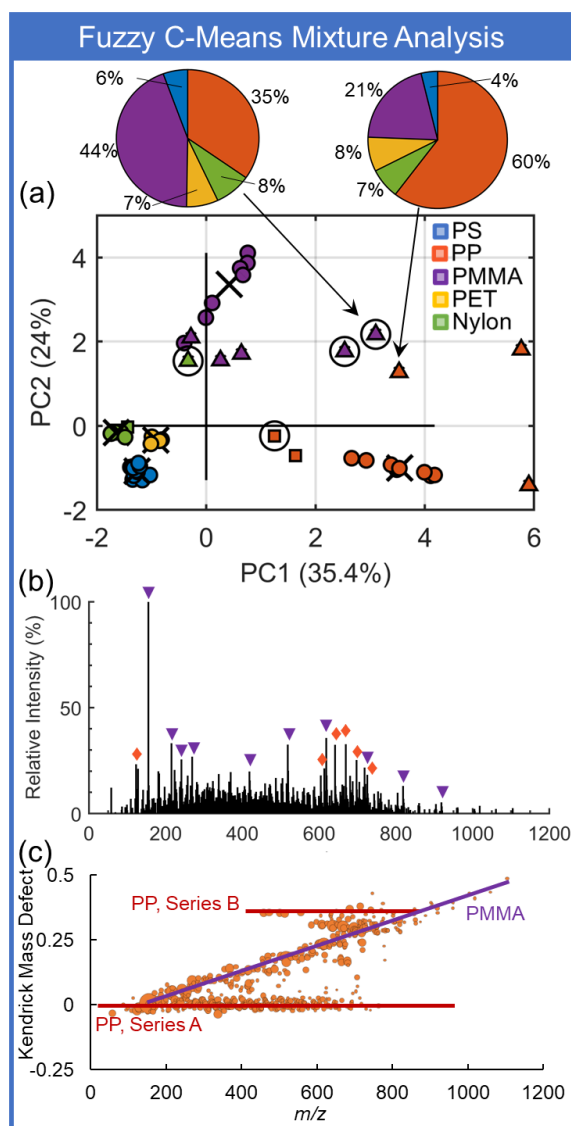 Fuzzy C-Means Mixture Analysis
6%
35%
44%
7%
8%
21%
4%
8%
7%
60%
(a)
PS
PP
PMMA
PET
Nylon
PC2 (24%)
4
2
0
-2
-2
0
2
4
6
PC1 (35.4%)
(b)
Relative Intensity (%)
100
50
0
0
200
400
600
800
1000
1200
(c)
Kendrick Mass Defect
0.5
0.25
0
-0.25
PP, Series B
PMMA
PP, Series A
0
200
400
600
800
1000
1200
m/z